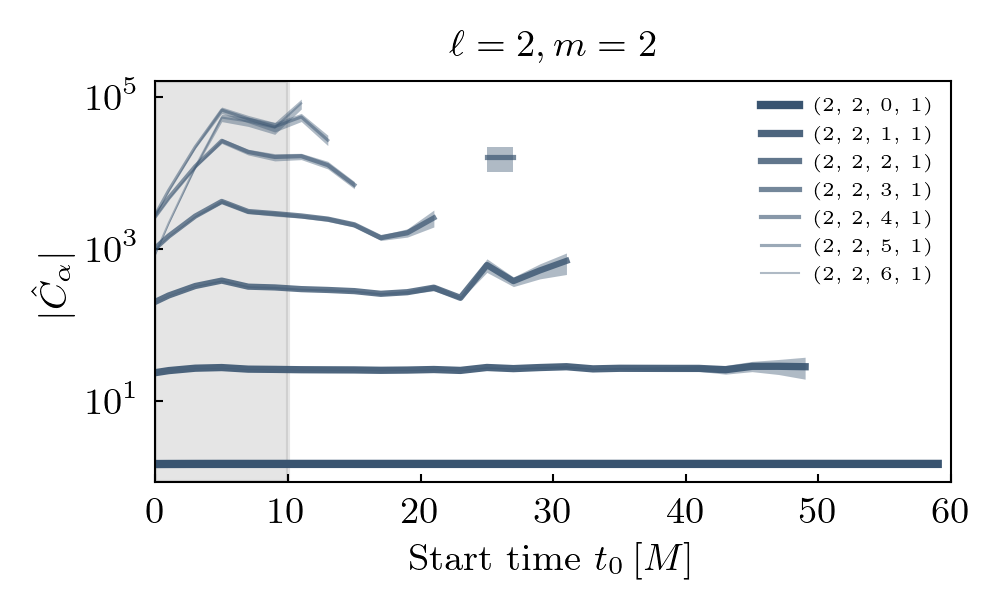 ℓ = 2, m = 2
|Ĉ_α|
10^5
10^3
10^1
(2, 2, 0, 1)
(2, 2, 1, 1)
(2, 2, 2, 1)
(2, 2, 3, 1)
(2, 2, 4, 1)
(2, 2, 5, 1)
(2, 2, 6, 1)
0 10 20 30 40 50 60
Start time t_0 [M]